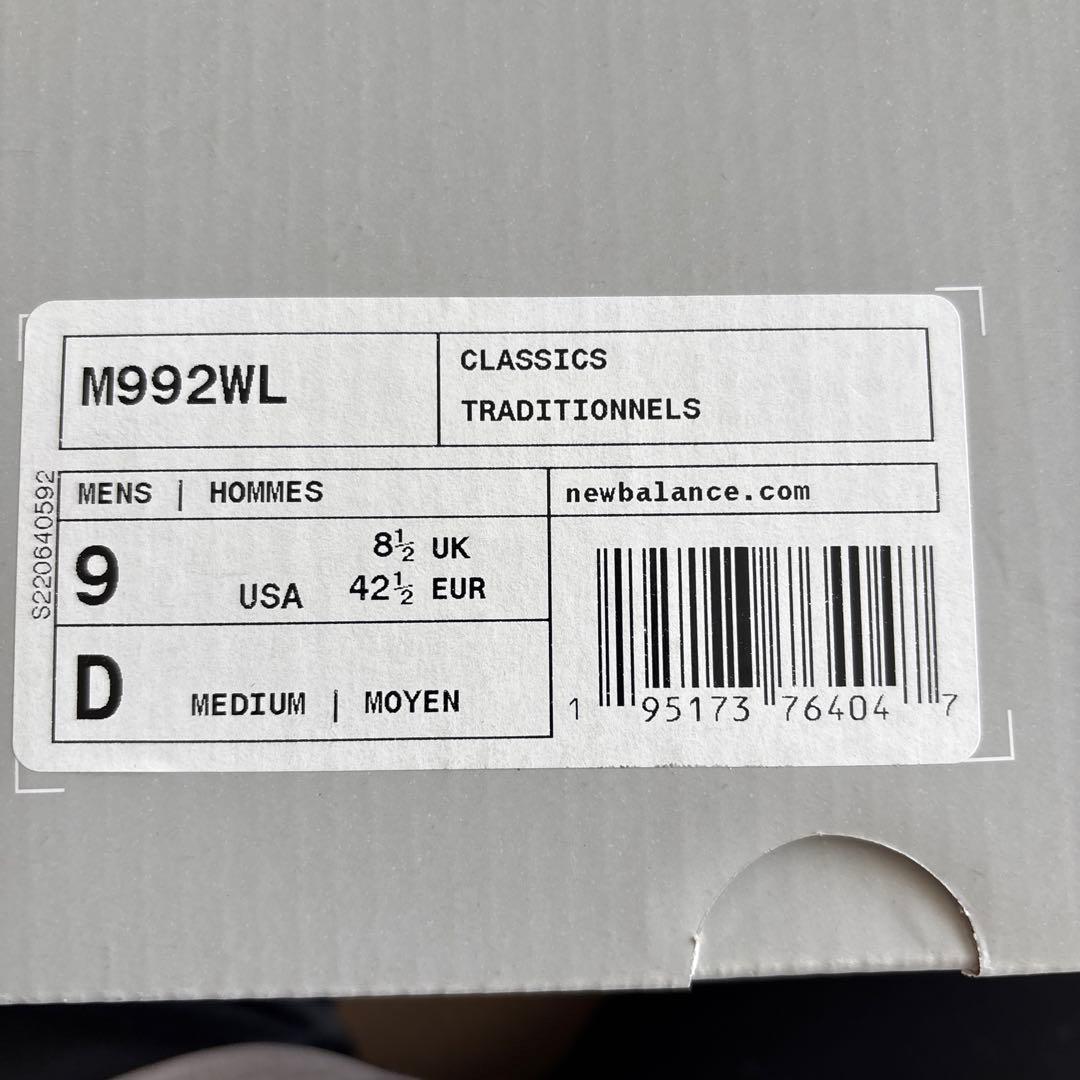 M992WL
CLASSICS
TRADITIONNELS
S220640592
MENS | HOMMES
newbalance.com
9 USA
8½ UK
42½ EUR
D
MEDIUM | MOYEN
1 95173 76404 7